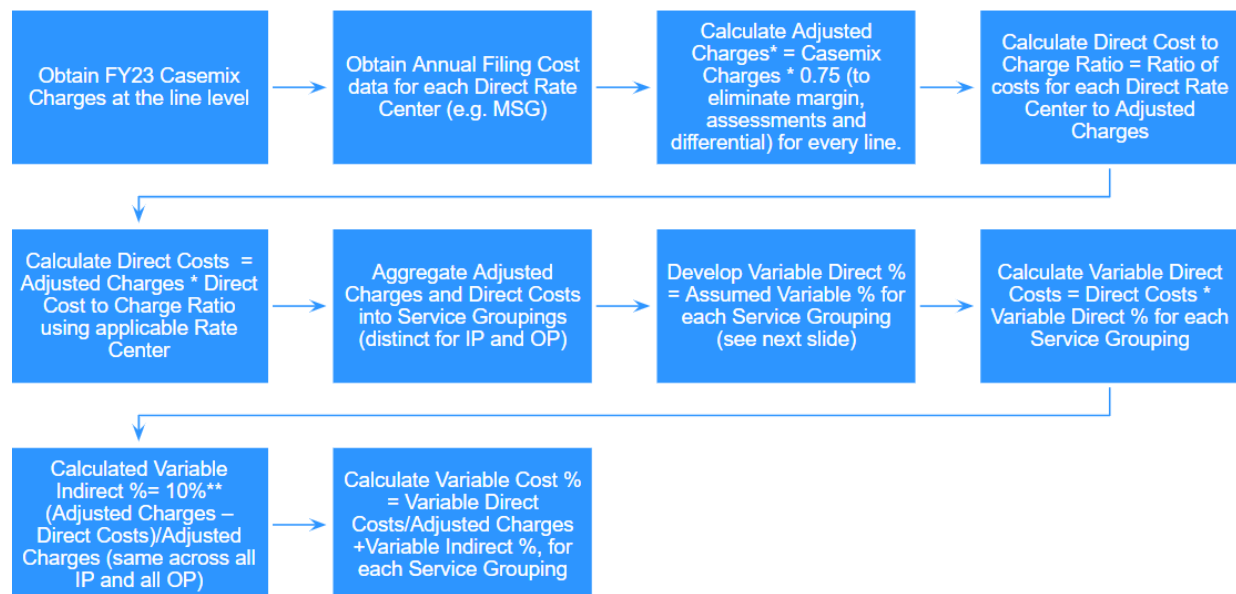 Obtain FY23 Casemix
Charges at the line level
Obtain Annual Filing Cost
data for each Direct Rate
Center (e.g. MSG)
Calculate Adjusted
Charges* = Casemix
Charges * 0.75 (to
eliminate margin,
assessments and
differential) for every line.
Calculate Direct Cost to
Charge Ratio = Ratio of
costs for each Direct Rate
Center to Adjusted
Charges
Calculate Direct Costs =
Adjusted Charges * Direct
Cost to Charge Ratio
using applicable Rate
Center
Aggregate Adjusted
Charges and Direct Costs
into Service Groupings
(distinct for IP and OP)
Develop Variable Direct %
= Assumed Variable % for
each Service Grouping
(see next slide)
Calculate Variable Direct
Costs = Direct Costs *
Variable Direct % for each
Service Grouping
Calculated Variable
Indirect %= 10%**
(Adjusted Charges –
Direct Costs)/Adjusted
Charges (same across all
IP and all OP)
Calculate Variable Cost %
= Variable Direct
Costs/Adjusted Charges
+Variable Indirect %, for
each Service Grouping